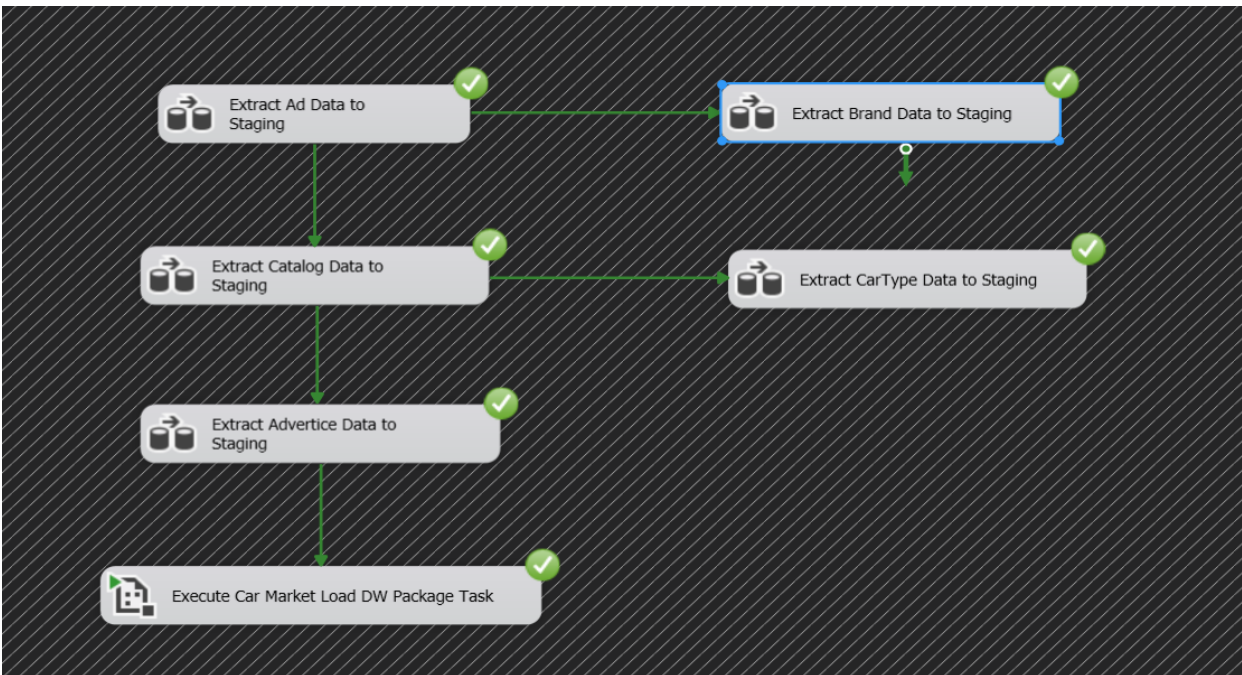 Extract Ad Data to
Staging
Extract Brand Data to Staging
Extract Catalog Data to
Staging
Extract CarType Data to Staging
Extract Advertice Data to
Staging
Execute Car Market Load DW Package Task